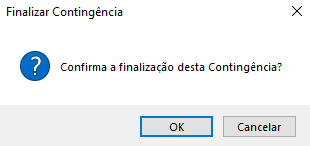 Finalizar Contingência
Confirma a finalização desta Contingência?
OK
Cancelar